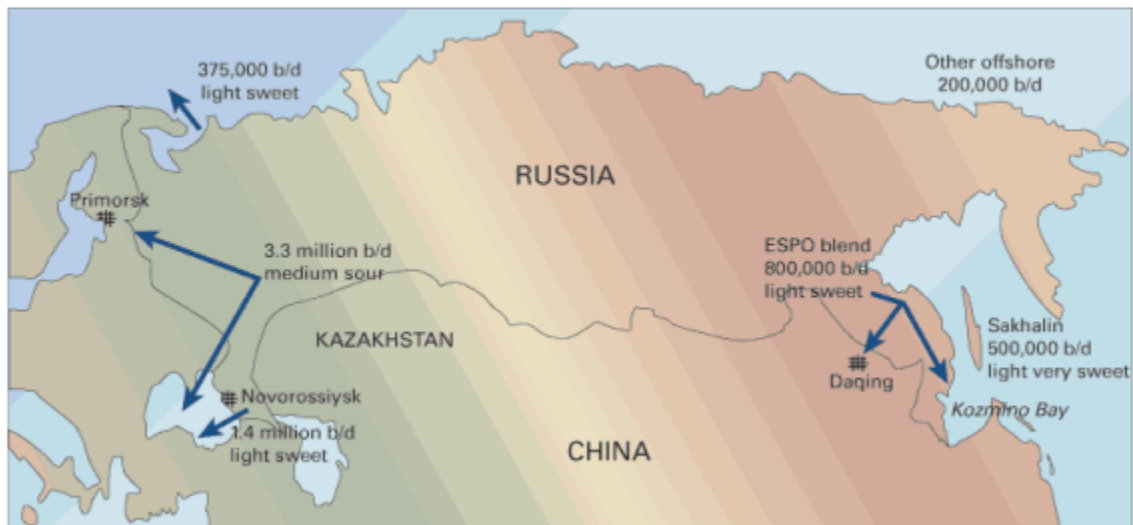 375,000 b/d
light sweet
Other offshore
200,000 b/d
RUSSIA
Primorsk
3.3 million b/d
medium sour
ESPO blend
800,000 b/d
light sweet
KAZAKHSTAN
Sakhalin
500,000 b/d
light very sweet
Daqing
Novorossiysk
Kozmino Bay
1.4 million b/d
light sweet
CHINA